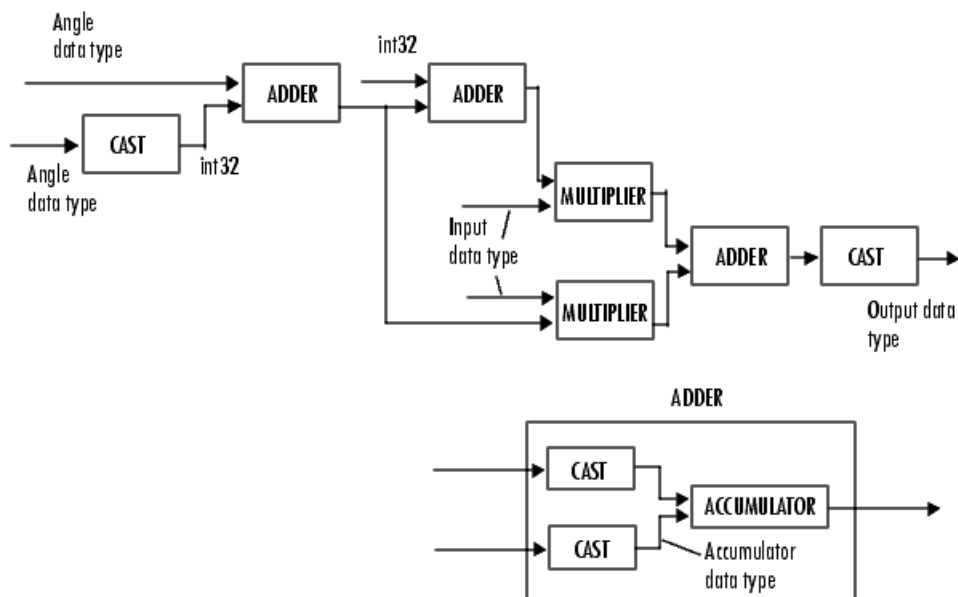 Angle
data type
int32
ADDER
ADDER
CAST
int32
Angle
data type
MULTIPLIER
Input
data type
ADDER
CAST
MULTIPLIER
Output data
type
ADDER
CAST
ACCUMULATOR
CAST
Accumulator
data type